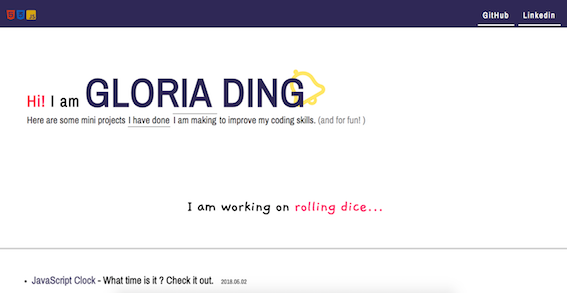 GitHub Linkedin
Hi! I am GLORIA DING
Here are some mini projects I have done I am making to improve my coding skills. (and for fun! )
I am working on rolling dice...
• JavaScript Clock - What time is it ? Check it out. 2018.06.02